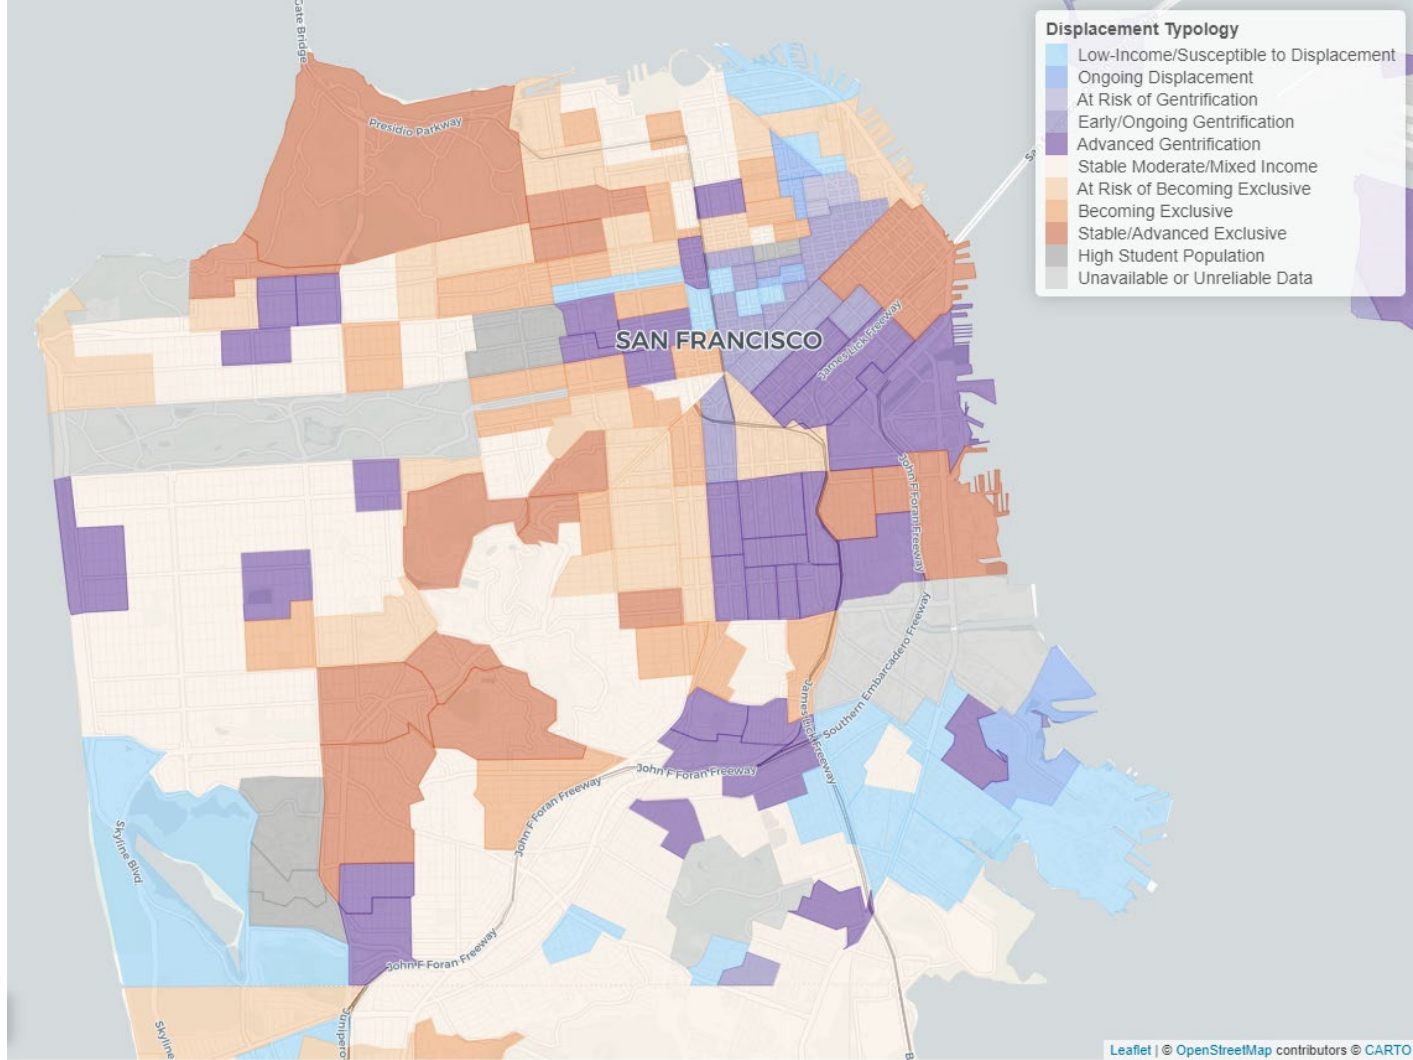 Gate Bridge
Displacement Typology
Low-Income/Susceptible to Displacement
Ongoing Displacement
At Risk of Gentrification
Early/Ongoing Gentrification
Advanced Gentrification
Stable Moderate/Mixed Income
At Risk of Becoming Exclusive
Becoming Exclusive
Stable/Advanced Exclusive
High Student Population
Unavailable or Unreliable Data
Presidio Parkway
SAN FRANCISCO
James Lick Freeway
John F Foran Freeway
Southern Embarcadero Freeway
James Lick Freeway
John F Foran Freeway
John F Foran Freeway
Skyline Blvd
John F Foran Freeway
Skyline
Junipero
Leaflet | © OpenStreetMap contributors © CARTO